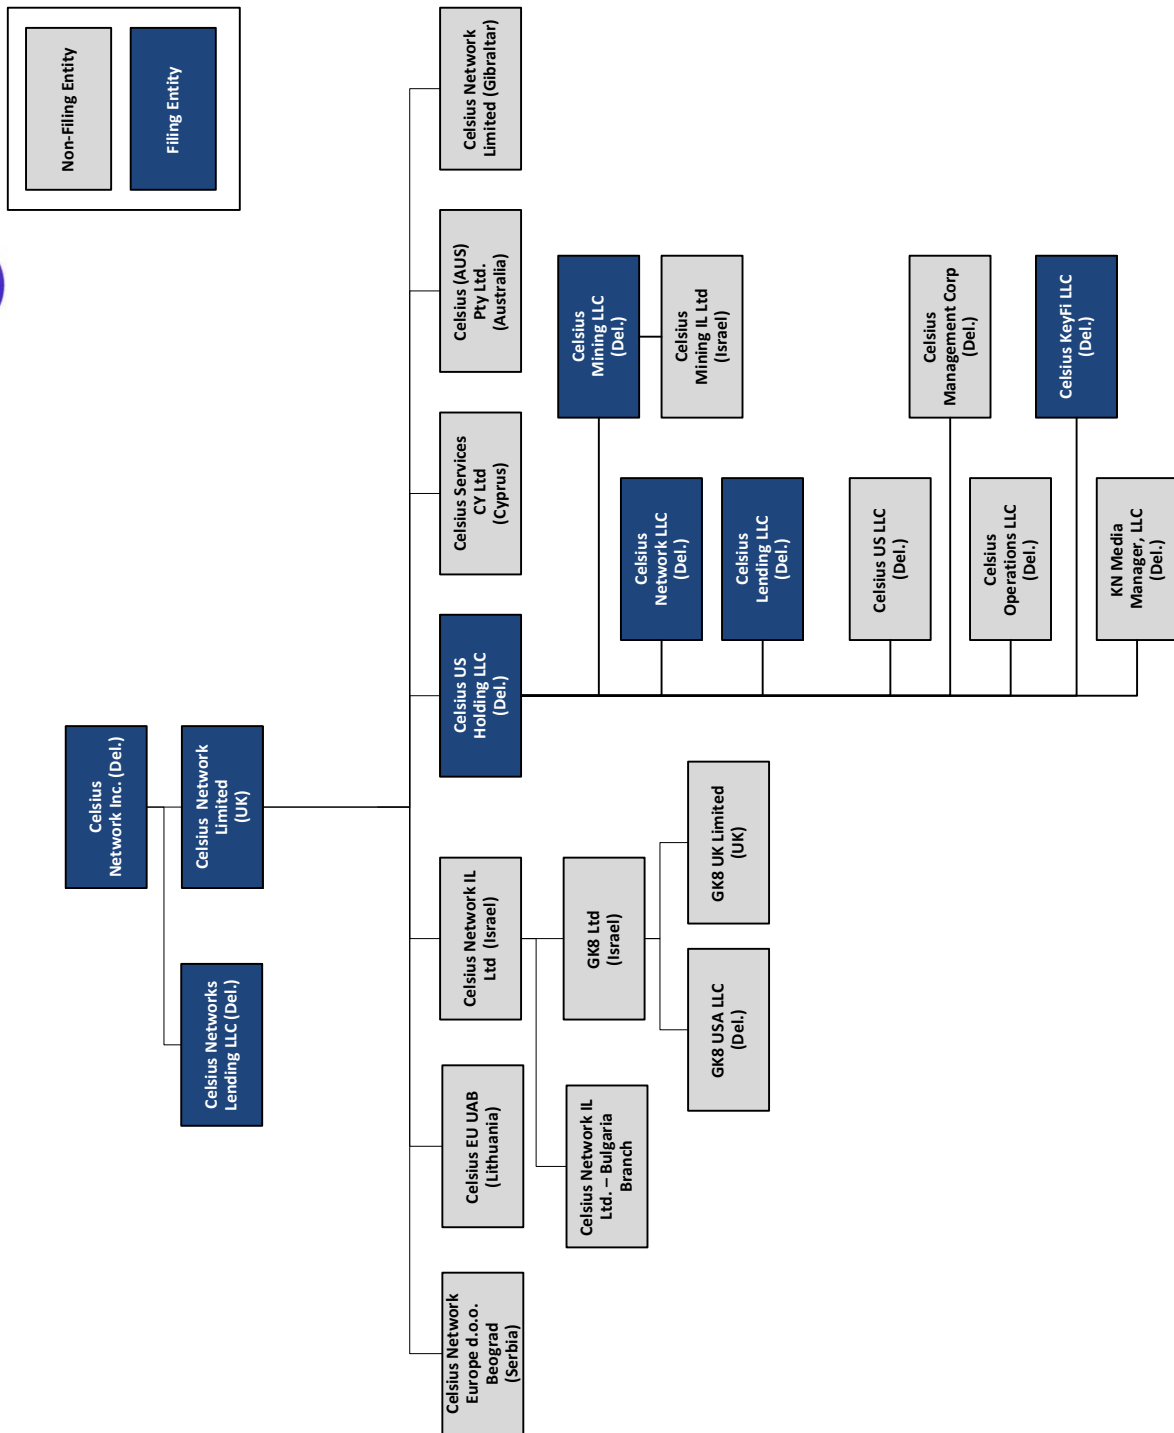 Non-Filing Entity
Filing Entity
Celsius
Network Inc. (Del.)
Celsius Networks
Lending LLC (Del.)
Celsius  Network
Limited
(UK)
Celsius Network
Europe d.o.o.
Beograd
(Serbia)
Celsius EU UAB
(Lithuania)
Celsius Network IL
Ltd  (Israel)
Celsius US
Holding LLC
(Del.)
Celsius Services
CY Ltd
(Cyprus)
Celsius (AUS)
Pty Ltd.
(Australia)
Celsius Network
Limited (Gibraltar)
Celsius Network IL
Ltd. – Bulgaria
Branch
GK8 Ltd
(Israel)
GK8 USA LLC
(Del.)
GK8 UK Limited
(UK)
Celsius
Mining LLC
(Del.)
Celsius
Mining IL Ltd
(Israel)
Celsius
Network LLC
(Del.)
Celsius
Lending LLC
(Del.)
Celsius US LLC
(Del.)
Celsius
Management Corp
(Del.)
Celsius
Operations LLC
(Del.)
Celsius KeyFi LLC
(Del.)
KN Media
Manager, LLC
(Del.)